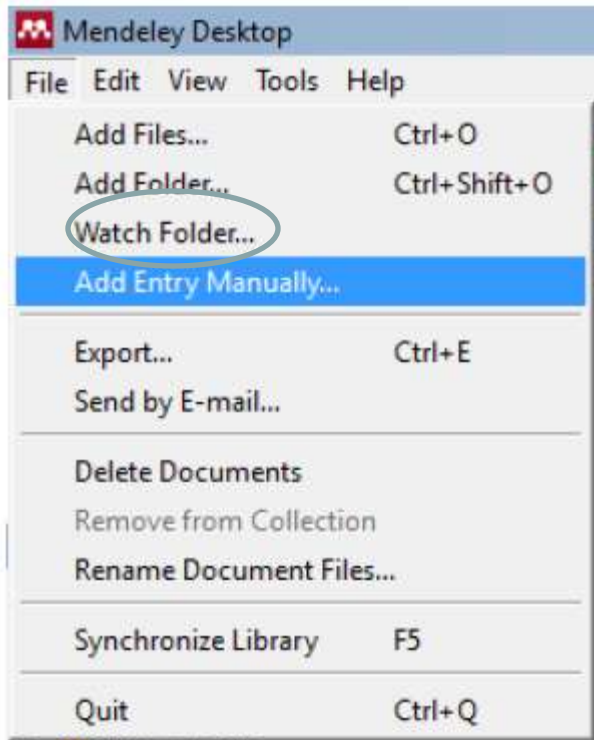 Mendeley Desktop
File Edit View Tools Help
Add Files... Ctrl+O
Add Folder... Ctrl+Shift+O
Watch Folder...
Add Entry Manually...
Export... Ctrl+E
Send by E-mail...
Delete Documents
Remove from Collection
Rename Document Files...
Synchronize Library F5
Quit Ctrl+Q